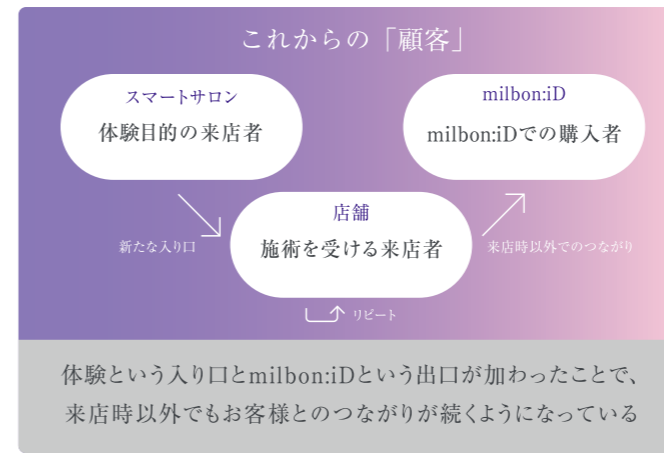 これからの「顧客」
スマートサロン
体験目的の来店者
milbon:iD
milbon:iDでの購入者
新たな入り口
店舗
施術を受ける来店者
来店時以外でのつながり
リピート
体験という入り口とmilbon:iDという出口が加わったことで、
来店時以外でもお客様とのつながりが続くようになっている